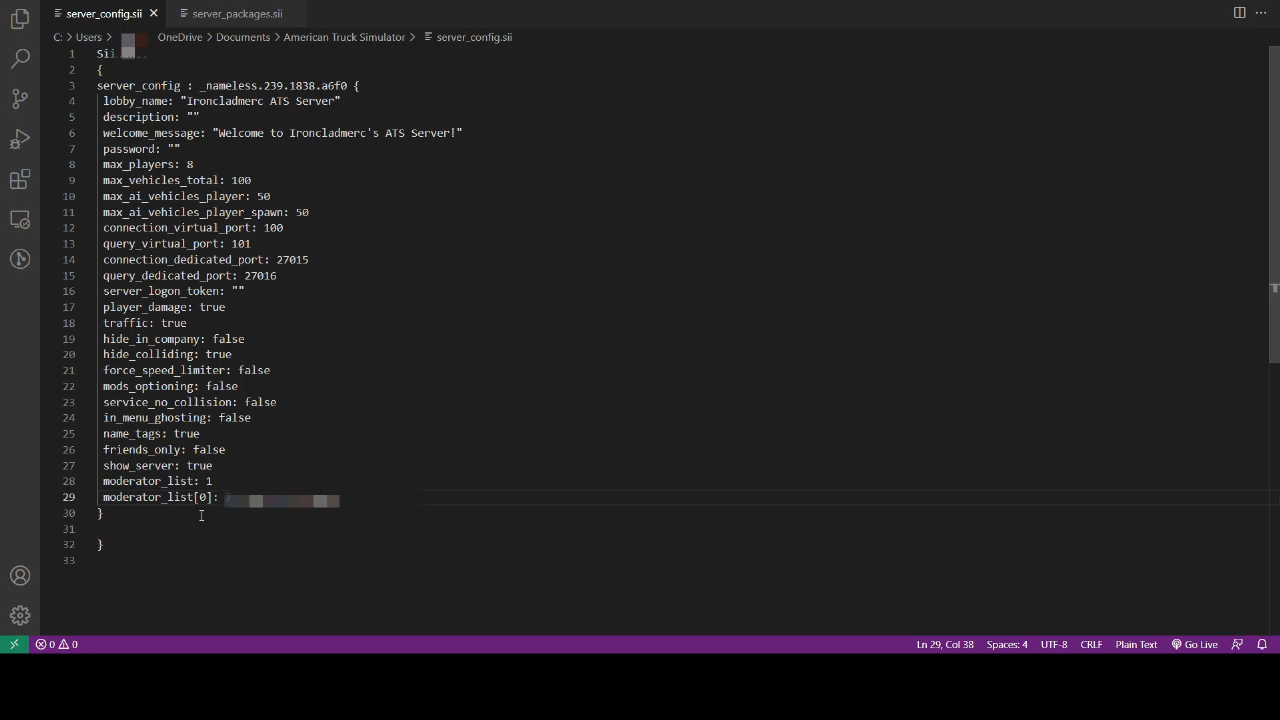 server_config.sii
server_packages.sii
C: > Users > OneDrive > Documents > American Truck Simulator > server_config.sii
1 Sii
2 {
3 server_config : _nameless.239.1838.a6f0 {
4 lobby_name: "Ironcladmerc ATS Server"
5 description: ""
6 welcome_message: "Welcome to Ironcladmerc's ATS Server!"
7 password: ""
8 max_players: 8
9 max_vehicles_total: 100
10 max_ai_vehicles_player: 50
11 max_ai_vehicles_player_spawn: 50
12 connection_virtual_port: 100
13 query_virtual_port: 101
14 connection_dedicated_port: 27015
15 query_dedicated_port: 27016
16 server_logon_token: ""
17 player_damage: true
18 traffic: true
19 hide_in_company: false
20 hide_colliding: true
21 force_speed_limiter: false
22 mods_optioning: false
23 service_no_collision: false
24 in_menu_ghosting: false
25 name_tags: true
26 friends_only: false
27 show_server: true
28 moderator_list: 1
29 moderator_list[0]:
30 }
31
32 }
33
0 0 Ln 29, Col 38 Spaces: 4 UTF-8 CRLF Plain Text Go Live